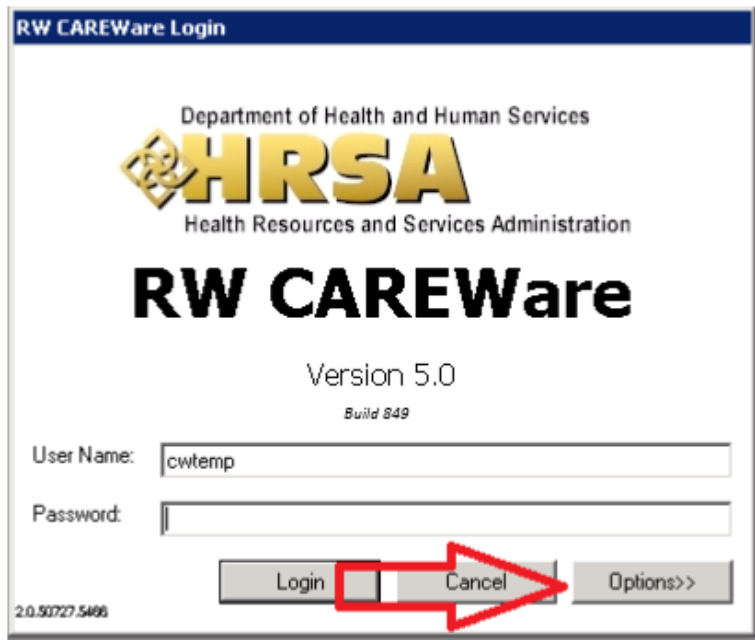 RW CAREWare Login
Department of Health and Human Services
HRSA
Health Resources and Services Administration
RW CAREWare
Version 5.0
Build 849
User Name: cwtemp
Password:
Login Cancel Options>>
2.0.50727.5466